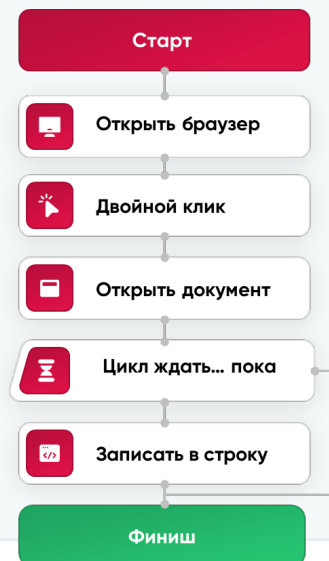 Старт
Открыть браузер
Двойной клик
Открыть документ
Цикл ждать... пока
Записать в строку
Финиш